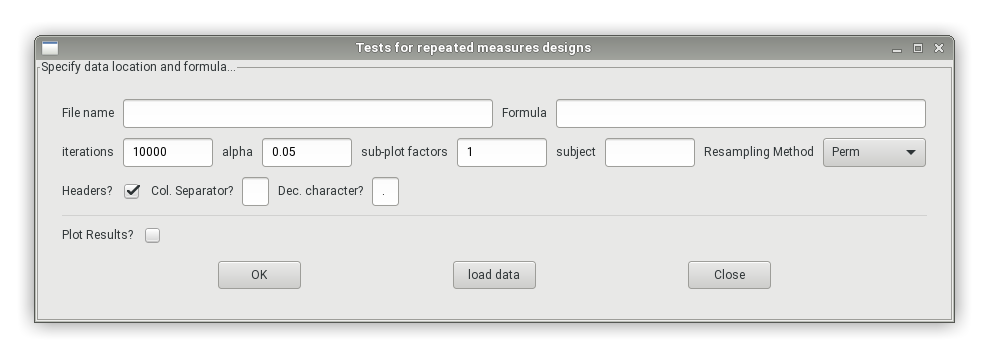 Tests for repeated measures designs
Specify data location and formula...
File name Formula
iterations 10000 alpha 0.05 sub-plot factors 1 subject Resampling Method Perm
Headers? Col. Separator? Dec. character? .
Plot Results?
OK load data Close